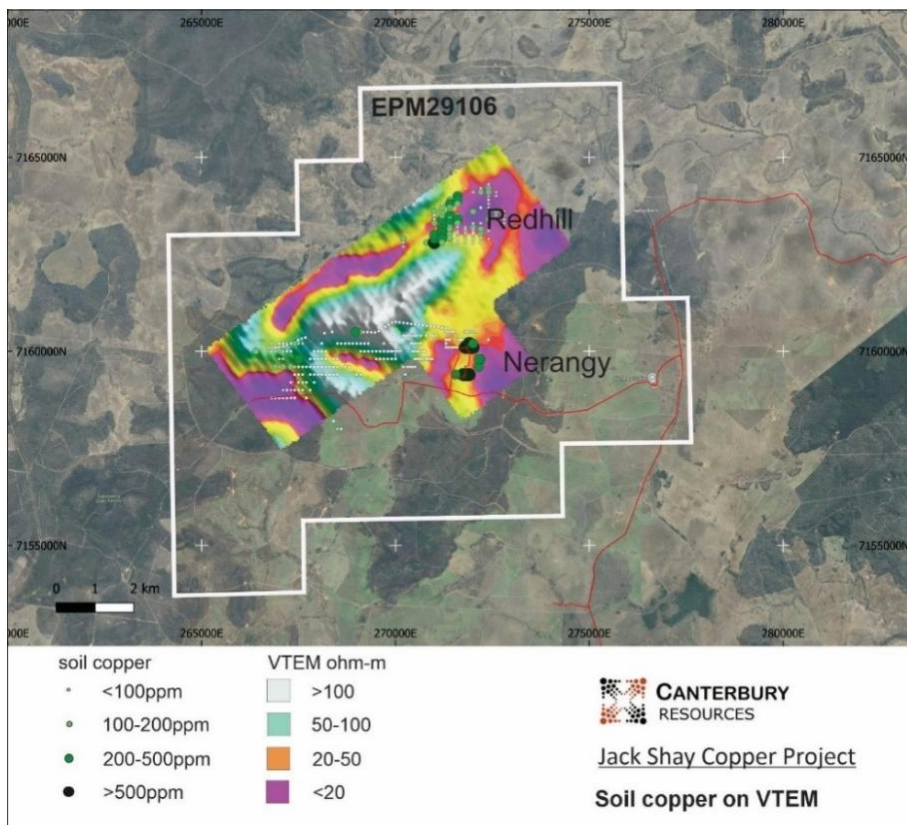 265000E 270000E 275000E 280000E
EPM29106
7165000N 7165000N
Redhill
7160000N 7160000N
Nerangy
7155000N 7155000N
0 1 2 km
265000E 270000E 275000E 280000E
soil copper VTEM ohm-m
<100ppm >100
100-200ppm 50-100
200-500ppm 20-50
>500ppm <20
CANTERBURY
RESOURCES
Jack Shay Copper Project
Soil copper on VTEM